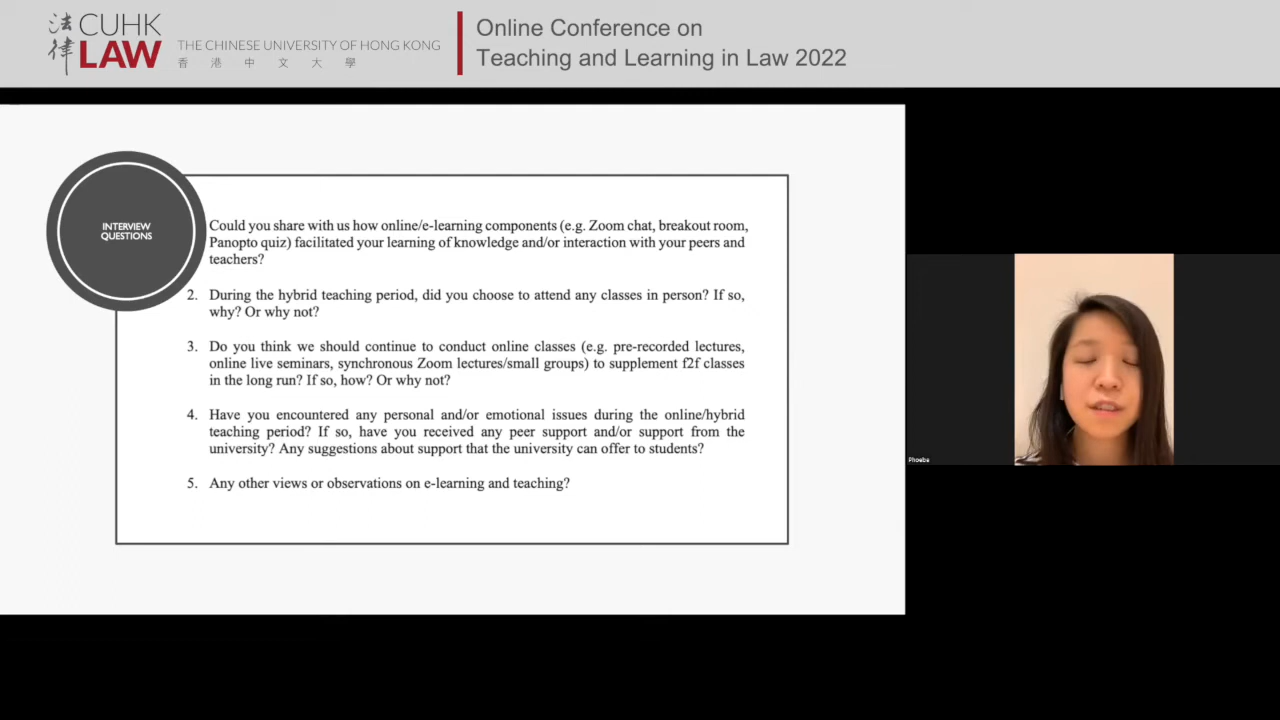 法律
CUHK
LAW
THE CHINESE UNIVERSITY OF HONG KONG
香港中文大學
Online Conference on
Teaching and Learning in Law 2022
INTERVIEW
QUESTIONS
Could you share with us how online/e-learning components (e.g. Zoom chat, breakout room,
Panopto quiz) facilitated your learning of knowledge and/or interaction with your peers and
teachers?
2. During the hybrid teaching period, did you choose to attend any classes in person? If so,
why? Or why not?
3. Do you think we should continue to conduct online classes (e.g. pre-recorded lectures,
online live seminars, synchronous Zoom lectures/small groups) to supplement f2f classes
in the long run? If so, how? Or why not?
4. Have you encountered any personal and/or emotional issues during the online/hybrid
teaching period? If so, have you received any peer support and/or support from the
university? Any suggestions about support that the university can offer to students?
5. Any other views or observations on e-learning and teaching?
Phoebe